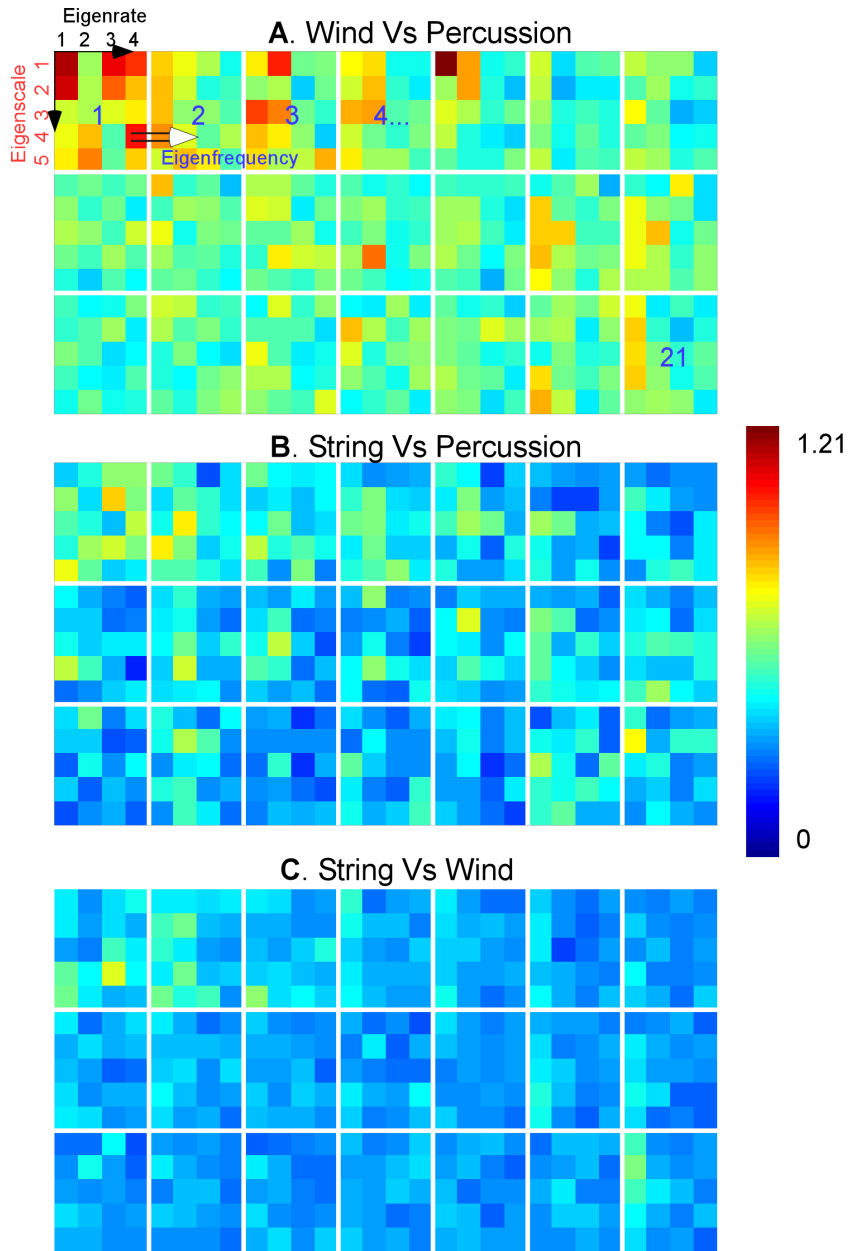 A. Wind Vs Percussion
Eigenrate
1 2 3 4
Eigenscale
1
2
3
4
5
1 2 3 4...
Eigenfrequency
21
B. String Vs Percussion
1.21
0
C. String Vs Wind